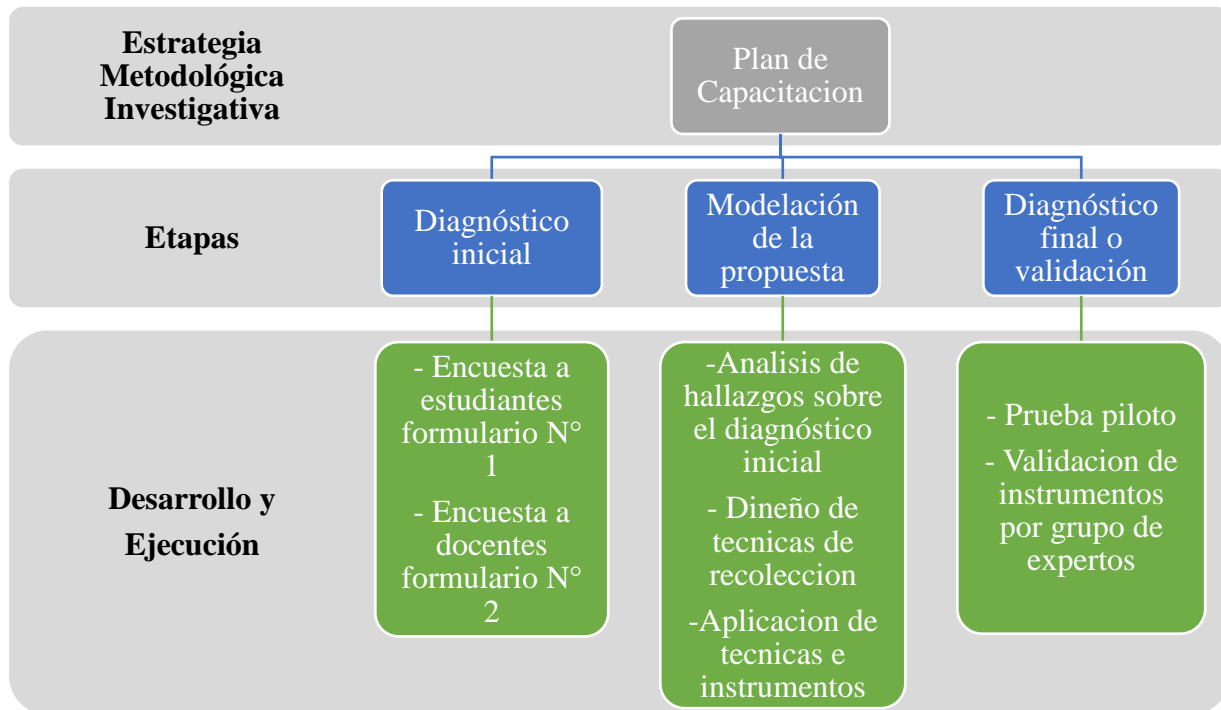 Estrategia
Metodológica
Investigativa
Plan de
Capacitacion
Etapas
Diagnóstico
inicial
Modelación
de la
propuesta
Diagnóstico
final o
validación
Desarrollo y
Ejecución
- Encuesta a
estudiantes
formulario N°
1
- Encuesta a
docentes
formulario N°
2
-Analisis de
hallazgos sobre
el diagnóstico
inicial
- Dineño de
tecnicas de
recoleccion
-Aplicacion de
tecnicas e
instrumentos
- Prueba piloto
- Validacion de
instrumentos
por grupo de
expertos